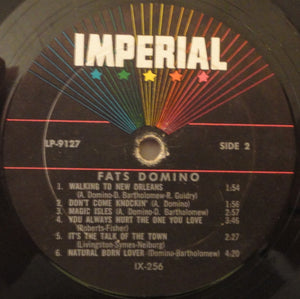 IMPERIAL
LP-9127
SIDE 2
FATS DOMINO
1. WALKING TO NEW ORLEANS
(A. Domino-D. Bartholomew-R. Guidry) 1:54
2. DON'T COME KNOCKIN' (A. Domino) 1:56
3. MAGIC ISLES (A. Domino-D. Bartholomew) 2:57
4. YOU ALWAYS HURT THE ONE YOU LOVE 3:46
(Roberts-Fisher)
5. IT'S THE TALK OF THE TOWN 2:27
(Livingston-Symes-Neiburg)
6. NATURAL BORN LOVER (Domino-Bartholomew) 4:20
IX-256